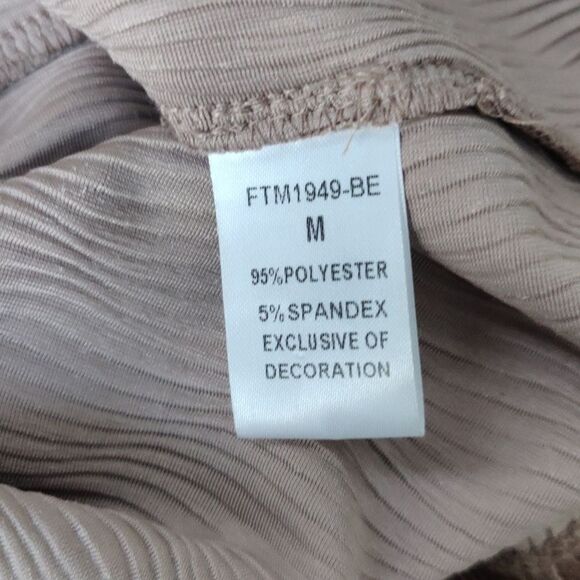 FTM1949-BE
M
95%POLYESTER
5%SPANDEX
EXCLUSIVE OF
DECORATION